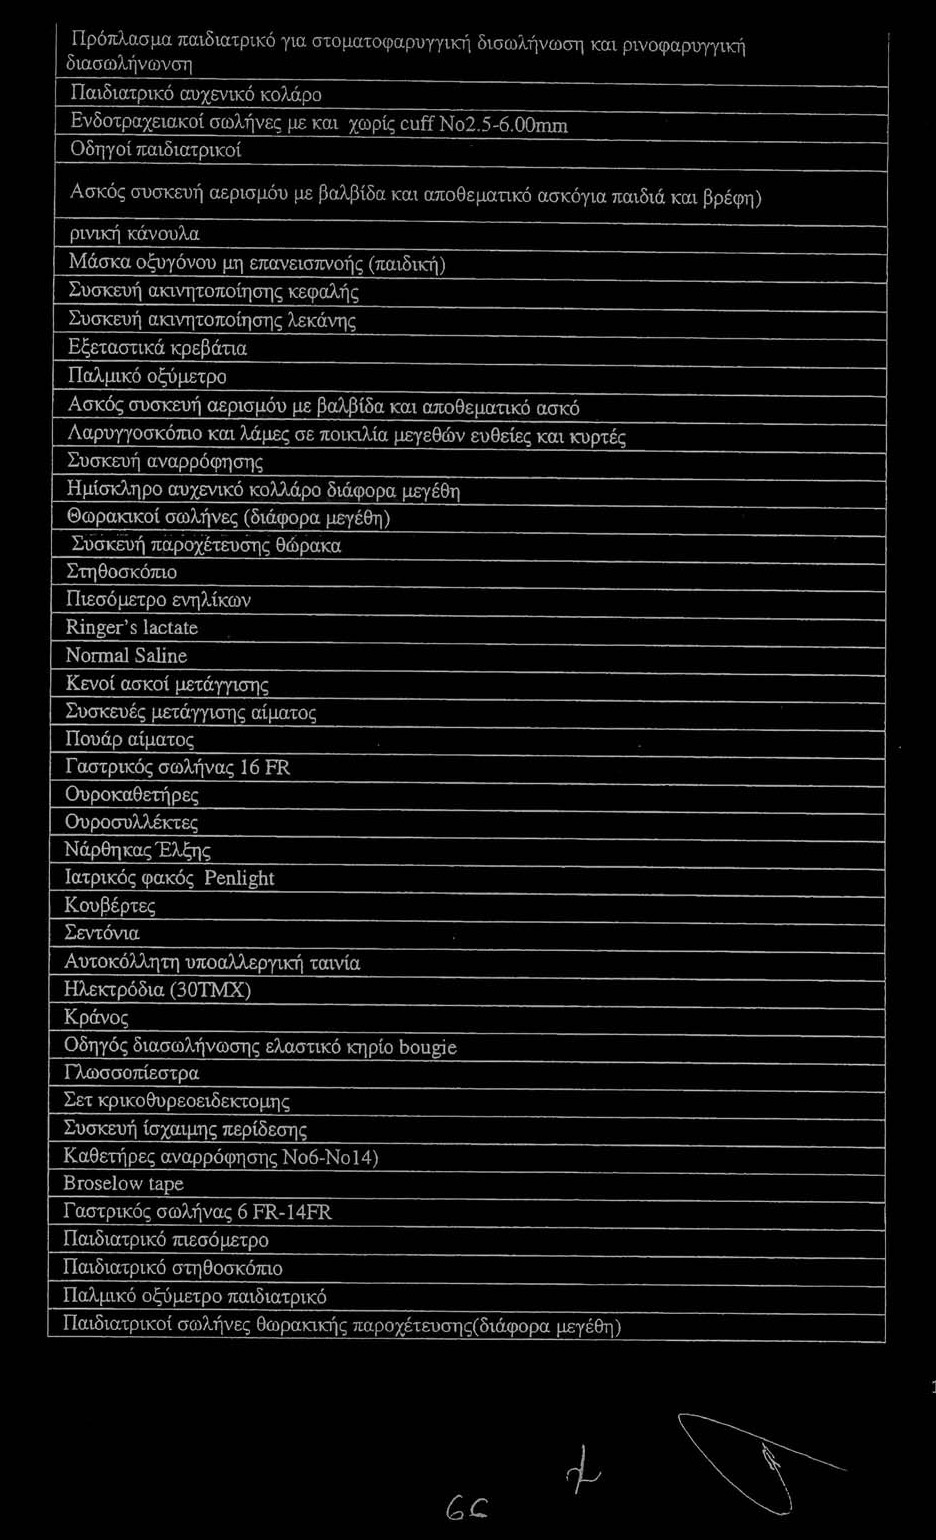 Πρόπλασμα παιδιατρικό για στοματοφαρυγγική δισωλήνωση και ρινοφαρυγγική
διασωλήνωνση
Παιδιατρικό αυχενικό κολάρο
Ενδοτραχειακοί σωλήνες με και χωρίς cuff No2.5-6.00mm
Οδηγοί παιδιατρικοί
Ασκός συσκευή αερισμόυ με βαλβίδα και αποθεματικό ασκόγια παιδιά και βρέφη)
ρινική κάνουλα
Μάσκα οξυγόνου μη επανεισπνοής (παιδική)
Συσκευή ακινητοποίησης κεφαλής
Συσκευή ακινητοποίησης λεκάνης
Εξεταστικά κρεβάτια
Παλμικό οξύμετρο
Ασκός συσκευή αερισμόυ με βαλβίδα και αποθεματικό ασκό
Λαρυγγοσκόπιο και λάμες σε ποικιλία μεγεθών ευθείες και κυρτές
Συσκευή αναρρόφησης
Ημίσκληρο αυχενικό κολλάρο διάφορα μεγέθη
Θωρακικοί σωλήνες (διάφορα μεγέθη)
Συσκευή παροχέτευσης θώρακα
Στηθοσκόπιο
Πιεσόμετρο ενηλίκων
Ringer's lactate
Normal Saline
Κενοί ασκοί μετάγγισης
Συσκευές μετάγγισης αίματος
Πουάρ αίματος
Γαστρικός σωλήνας 16 FR
Ουροκαθετήρες
Ουροσυλλέκτες
Νάρθηκας Έλξης
Ιατρικός φακός Penlight
Κουβέρτες
Σεντόνια
Αυτοκόλλητη υποαλλεργική ταινία
Ηλεκτρόδια (30ΤΜΧ)
Κράνος
Οδηγός διασωλήνωσης ελαστικό κηρίο bougie
Γλωσσοπίεστρα
Σετ κρικοθυρεοειδεκτομης
Συσκευή ίσχαιμης περίδεσης
Καθετήρες αναρρόφησης Νο6-Νο14)
Broselow tape
Γαστρικός σωλήνας 6 FR-14FR
Παιδιατρικό πιεσόμετρο
Παιδιατρικό στηθοσκόπιο
Παλμικό οξύμετρο παιδιατρικό
Παιδιατρικοί σωλήνες θωρακικής παροχέτευσης(διάφορα μεγέθη)